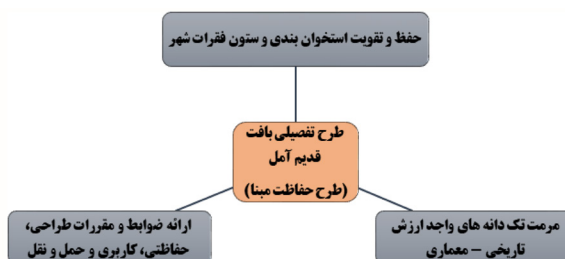 حفظ و تقویت استخوان بندی و ستون فقرات شهر
طرح تفصیلی بافت
قدیم آمل
(طرح حفاظت مبنا)
مرمت تک دانه های واجد ارزش
تاریخی – معماری
ارائه ضوابط و مقررات طراحی،
حفاظتی، کاربری و حمل و نقل